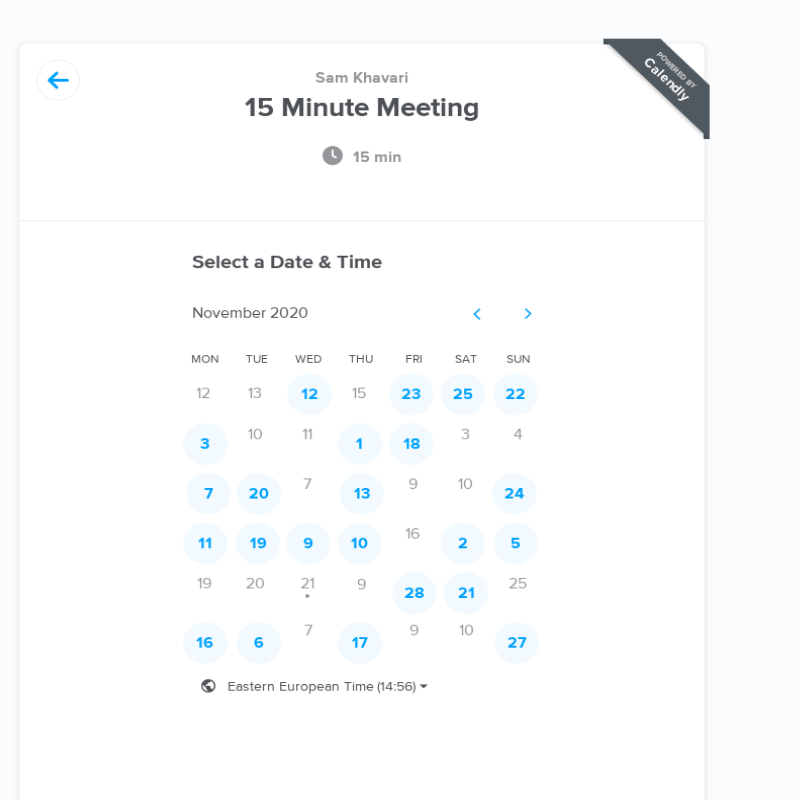 POWERED BY
Calendly
Sam Khavari
15 Minute Meeting
15 min
Select a Date & Time
November 2020
MON TUE WED THU FRI SAT SUN
12 13 12 15 23 25 22
3 10 11 1 18 3 4
7 20 7 13 9 10 24
11 19 9 10 16 2 5
19 20 21 9 28 21 25
16 6 7 17 9 10 27
Eastern European Time (14:56)